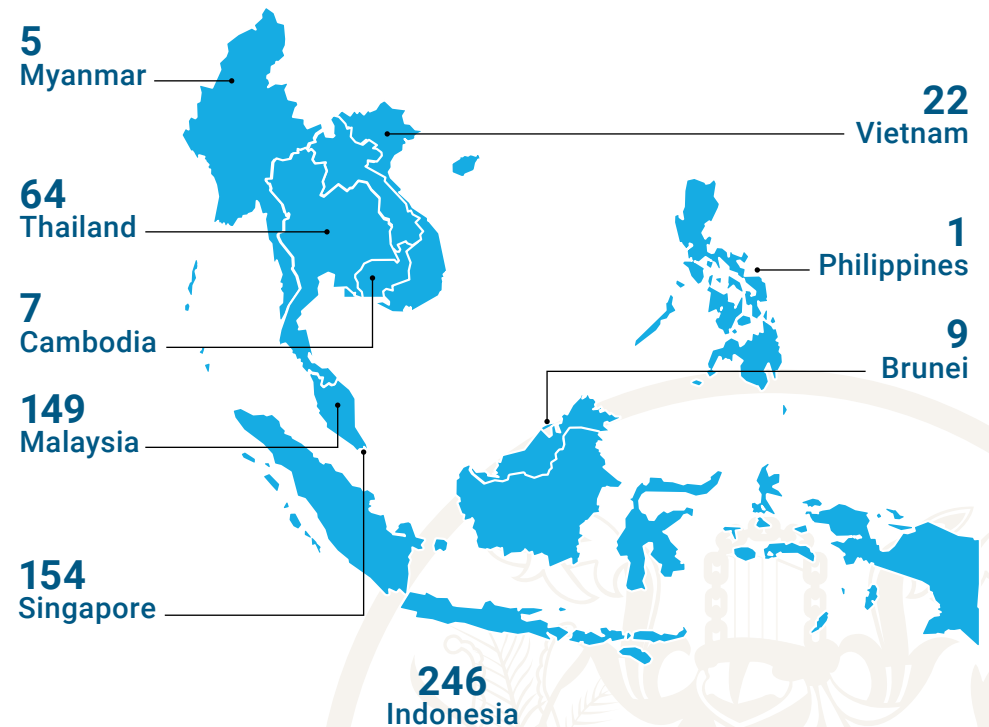 5
Myanmar
22
Vietnam
64
Thailand
1
Philippines
7
Cambodia
9
Brunei
149
Malaysia
154
Singapore
246
Indonesia